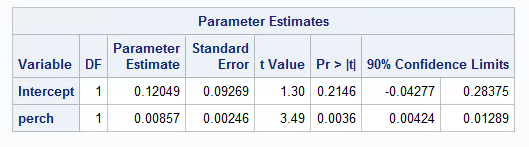 Parameter Estimates
Variable DF Parameter Estimate Standard Error t Value Pr > |t| 90% Confidence Limits
Intercept 1 0.12049 0.09269 1.30 0.2146 -0.04277 0.28375
perch 1 0.00857 0.00246 3.49 0.0036 0.00424 0.01289